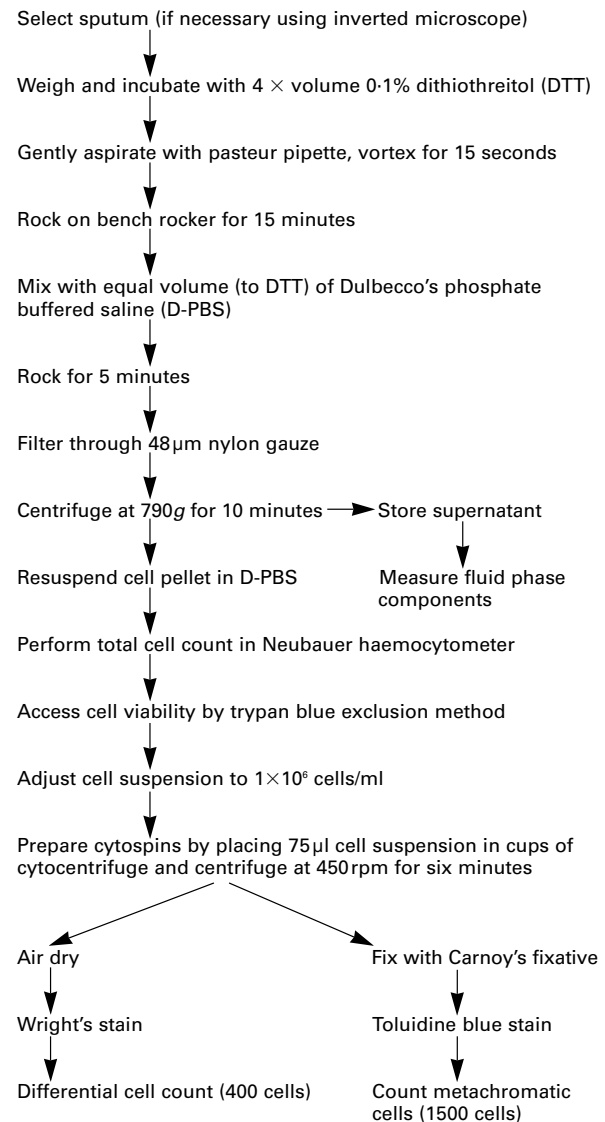 Select sputum (if necessary using inverted microscope)
Weigh and incubate with 4 × volume 0·1% dithiothreitol (DTT)
Gently aspirate with pasteur pipette, vortex for 15 seconds
Rock on bench rocker for 15 minutes
Mix with equal volume (to DTT) of Dulbecco's phosphate
buffered saline (D-PBS)
Rock for 5 minutes
Filter through 48 µm nylon gauze
Centrifuge at 790g for 10 minutes
Store supernatant
Resuspend cell pellet in D-PBS
Measure fluid phase
components
Perform total cell count in Neubauer haemocytometer
Access cell viability by trypan blue exclusion method
Adjust cell suspension to 1×10⁶ cells/ml
Prepare cytospins by placing 75 µl cell suspension in cups of
cytocentrifuge and centrifuge at 450 rpm for six minutes
Air dry
Fix with Carnoy's fixative
Wright's stain
Toluidine blue stain
Differential cell count (400 cells)
Count metachromatic
cells (1500 cells)